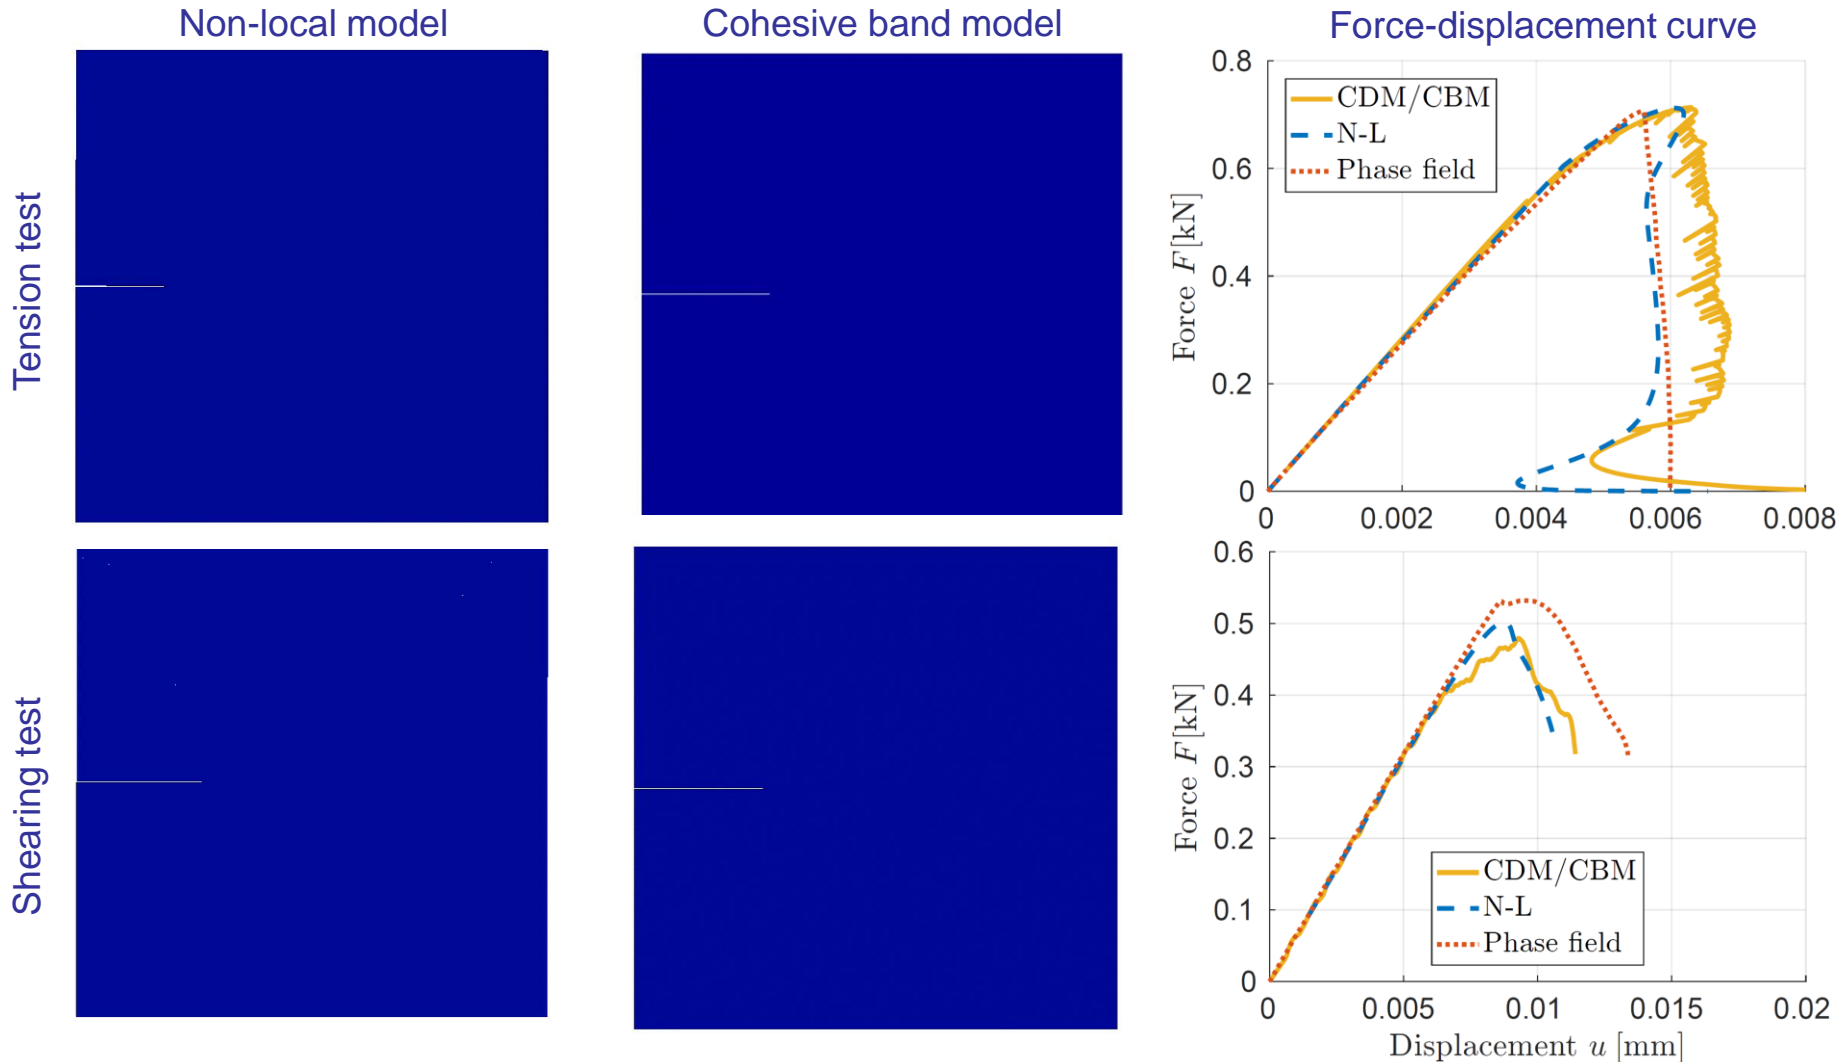 Non-local model
Cohesive band model
Force-displacement curve
Tension test
0.8
0.6
0.4
0.2
0
Force F [kN]
CDM/CBM
N-L
Phase field
0
0.002
0.002
0.004
0.006
0.008
Shearing test
0.6
0.5
0.4
0.3
0.2
0.1
0
Force F [kN]
CDM/CBM
N-L
Phase field
0
0.005
0.01
0.015
0.02
Displacement u [mm]